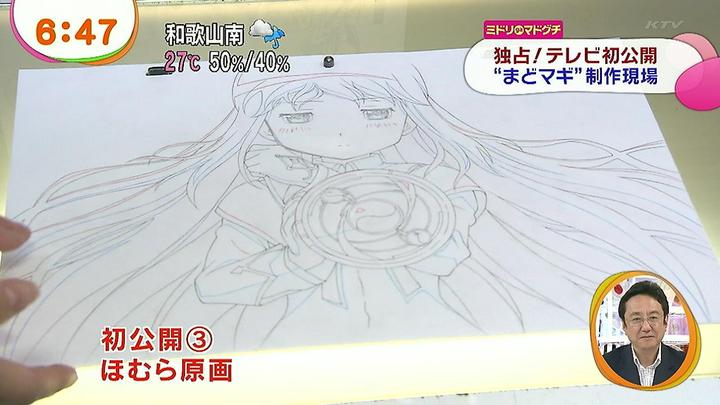 6:47
和歌山南
27℃ 50%/40%
ミドリのマドグチ
KTV
独占!テレビ初公開
“まどマギ”制作現場
初公開③
ほむら原画